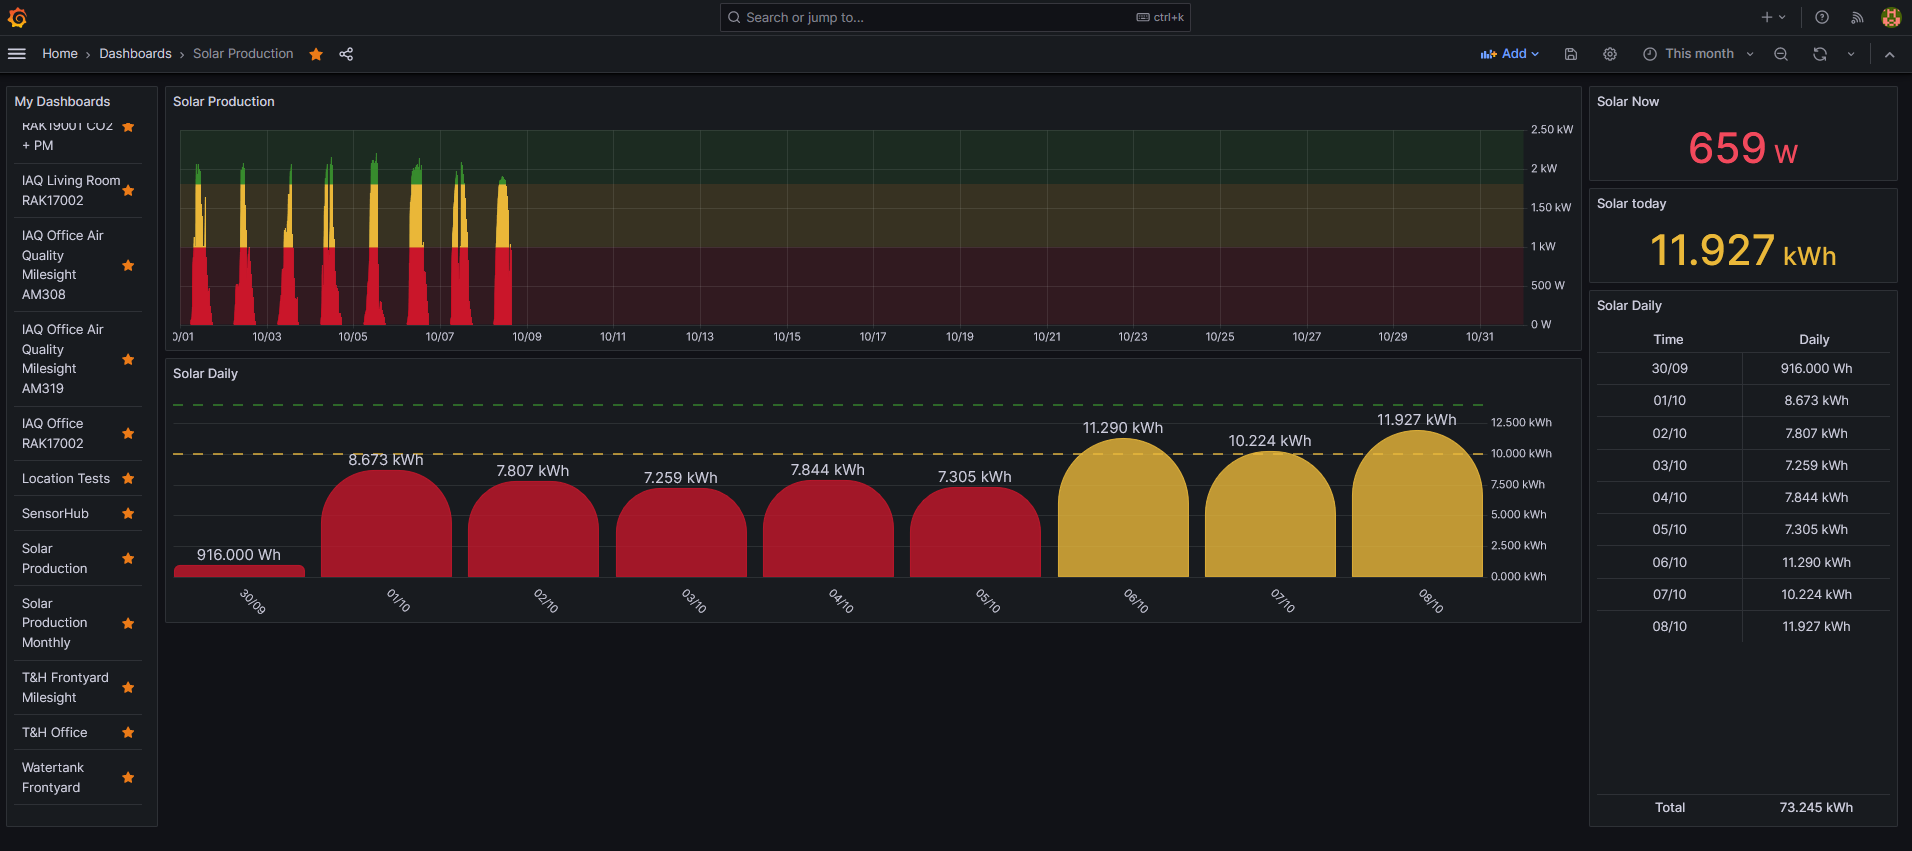 Search or jump to...
ctrl+k
Home › Dashboards › Solar Production
Add
This month
My Dashboards
RAK19001 CO2
+ PM
IAQ Living Room
RAK17002
IAQ Office Air
Quality
Milesight
AM308
IAQ Office Air
Quality
Milesight
AM319
IAQ Office
RAK17002
Location Tests
SensorHub
Solar
Production
Solar
Production
Monthly
T&H Frontyard
Milesight
T&H Office
Watertank
Frontyard
Solar Production
2.50 kW
2 kW
1.50 kW
1 kW
500 W
0 W
0/01 10/03 10/05 10/07 10/09 10/11 10/13 10/15 10/17 10/19 10/21 10/23 10/25 10/27 10/29 10/31
Solar Daily
916.000 Wh
8.673 kWh
7.807 kWh
7.259 kWh
7.844 kWh
7.305 kWh
11.290 kWh
10.224 kWh
11.927 kWh
12.500 kWh
10.000 kWh
7.500 kWh
5.000 kWh
2.500 kWh
0.000 kWh
30/09 01/10 02/10 03/10 04/10 05/10 06/10 07/10 08/10
Solar Now
659 W
Solar today
11.927 kWh
Solar Daily
Time Daily
30/09 916.000 Wh
01/10 8.673 kWh
02/10 7.807 kWh
03/10 7.259 kWh
04/10 7.844 kWh
05/10 7.305 kWh
06/10 11.290 kWh
07/10 10.224 kWh
08/10 11.927 kWh
Total 73.245 kWh